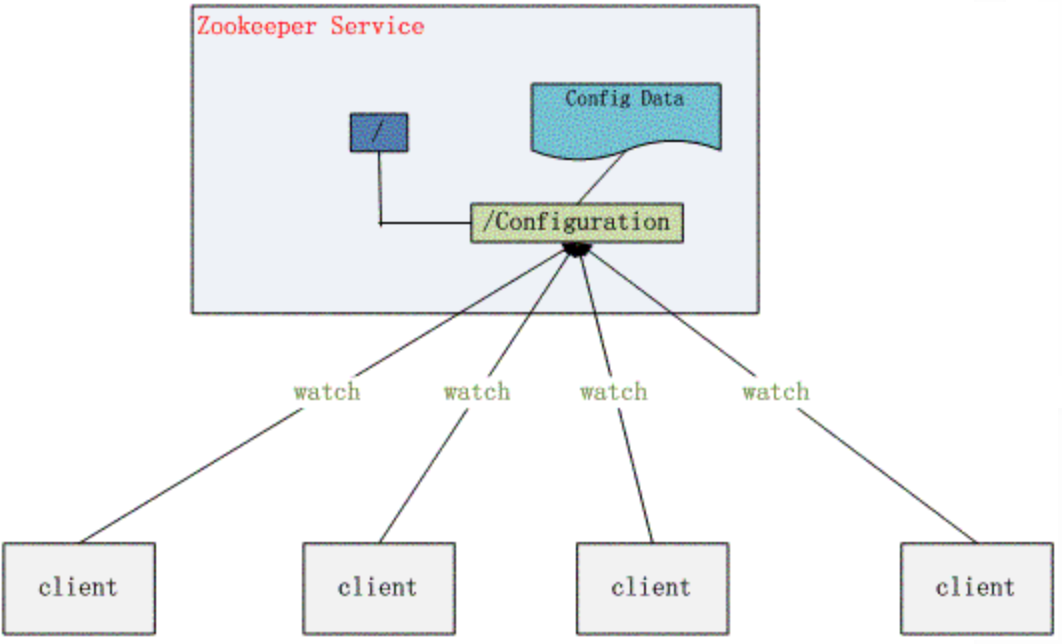 Zookeeper Service
Config Data
/
/Configuration
watch
watch
watch
watch
client
client
client
client